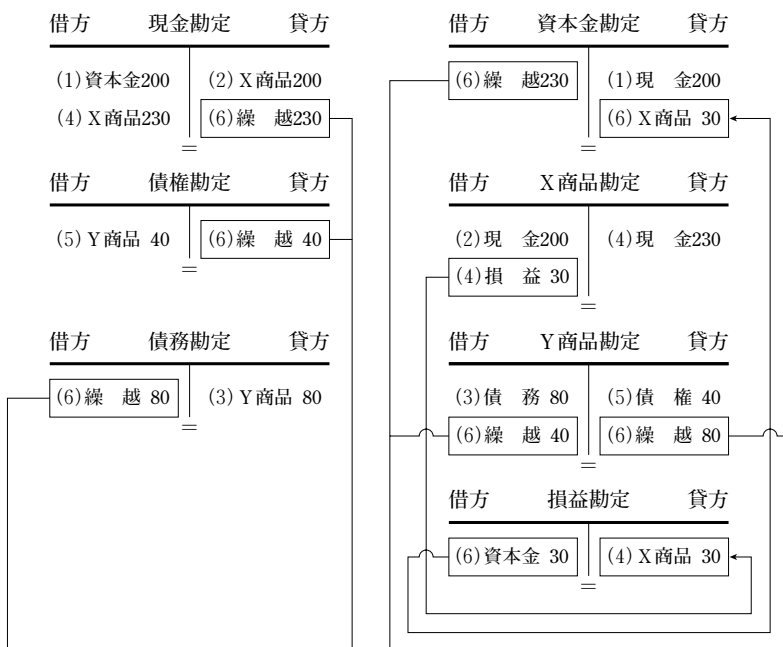 借方 現金勘定 貸方
(1)資本金200 (2)X商品200
(4)X商品230 (6)繰 越230
=
借方 債権勘定 貸方
(5)Y商品 40 (6)繰 越 40
=
借方 債務勘定 貸方
(6)繰 越 80 (3)Y商品 80
=
借方 資本金勘定 貸方
(6)繰 越230 (1)現 金200
(6)X商品 30
=
借方 X商品勘定 貸方
(2)現 金200 (4)現 金230
(4)損 益 30
=
借方 Y商品勘定 貸方
(3)債 務 80 (5)債 権 40
(6)繰 越 40 (6)繰 越 80
=
借方 損益勘定 貸方
(6)資本金 30 (4)X商品 30
=